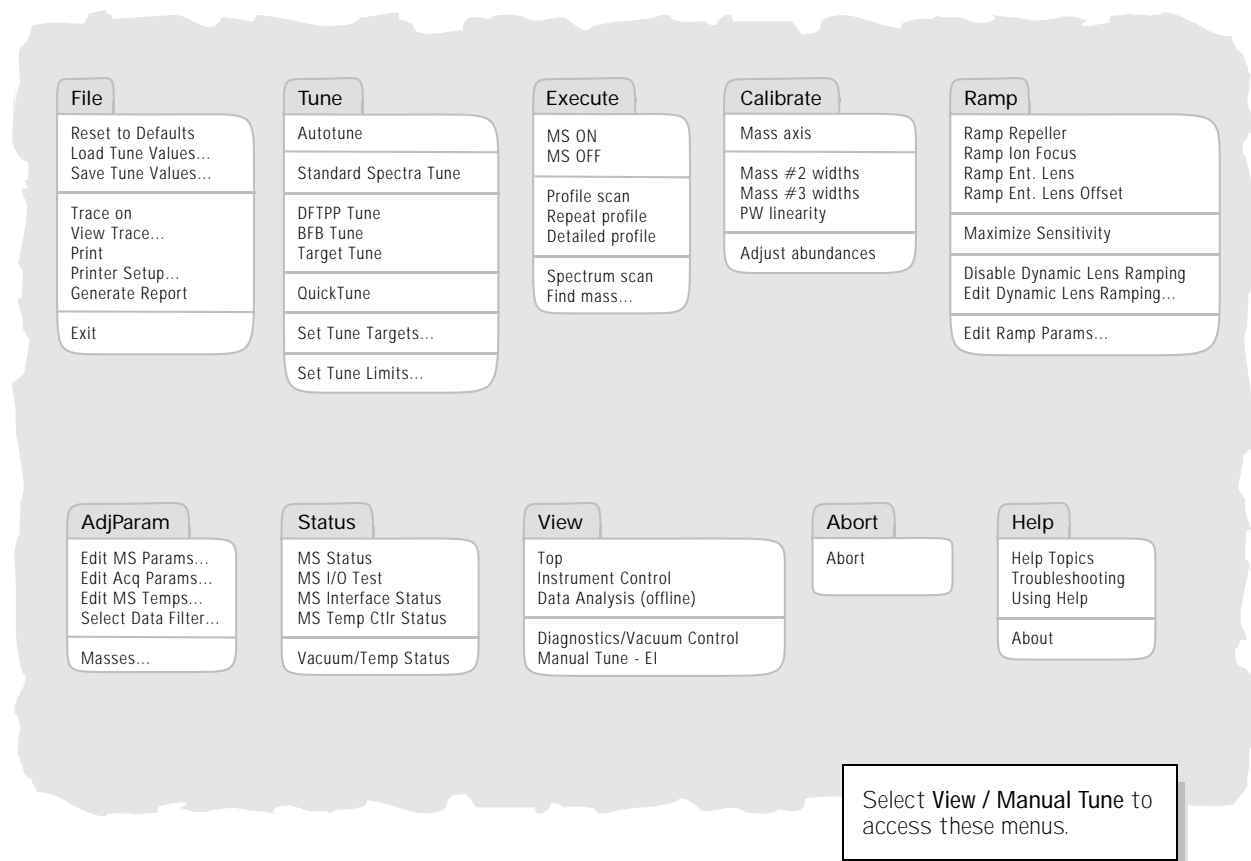 File
Reset to Defaults
Load Tune Values...
Save Tune Values...
Trace on
View Trace...
Print
Printer Setup...
Generate Report
Exit
Tune
Autotune
Standard Spectra Tune
DFTPP Tune
BFB Tune
Target Tune
QuickTune
Set Tune Targets...
Set Tune Limits...
Execute
MS ON
MS OFF
Profile scan
Repeat profile
Detailed profile
Spectrum scan
Find mass...
Calibrate
Mass axis
Mass #2 widths
Mass #3 widths
PW linearity
Adjust abundances
Ramp
Ramp Repeller
Ramp Ion Focus
Ramp Ent. Lens
Ramp Ent. Lens Offset
Maximize Sensitivity
Disable Dynamic Lens Ramping
Edit Dynamic Lens Ramping...
Edit Ramp Params...
AdjParam
Edit MS Params...
Edit Acq Params...
Edit MS Temps...
Select Data Filter...
Masses...
Status
MS Status
MS I/O Test
MS Interface Status
MS Temp Ctlr Status
Vacuum/Temp Status
View
Top
Instrument Control
Data Analysis (offline)
Diagnostics/Vacuum Control
Manual Tune - EI
Abort
Abort
Help
Help Topics
Troubleshooting
Using Help
About
Select View / Manual Tune to
access these menus.